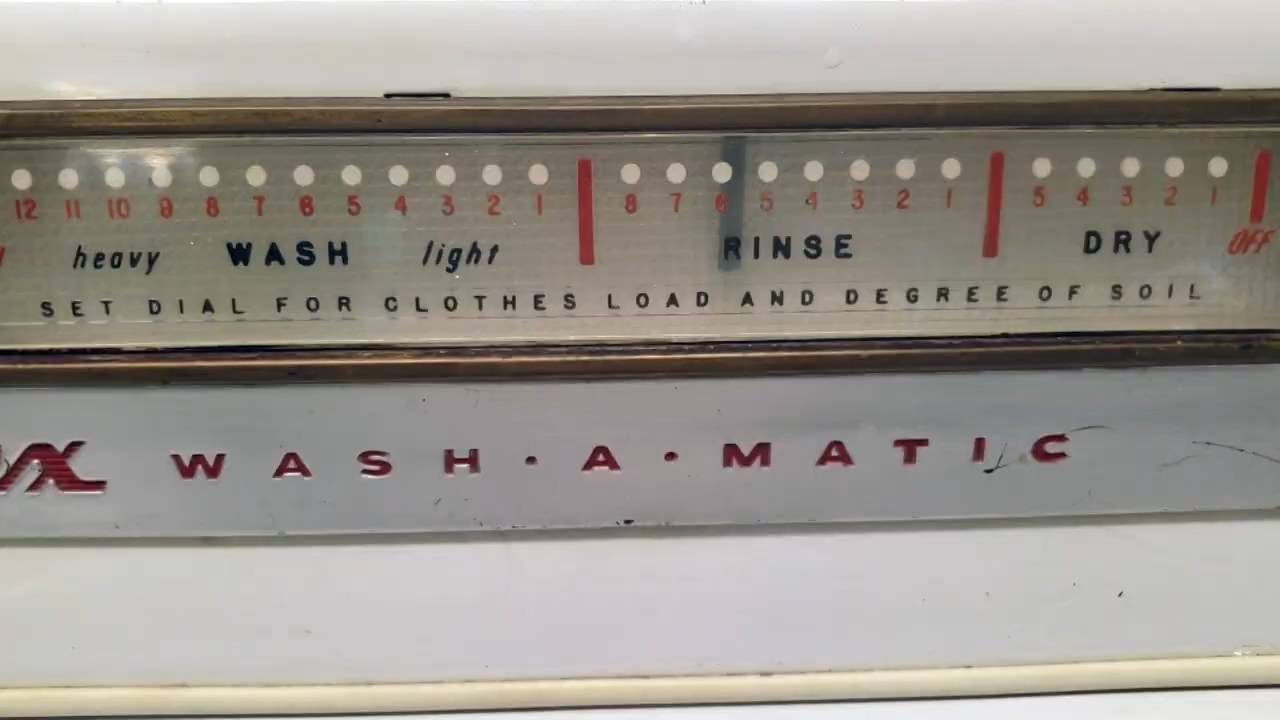 12 11 10 9 8 7 6 5 4 3 2 1 8 7 6 5 4 3 2 1 5 4 3 2 1
heavy WASH light RINSE DRY OFF
SET DIAL FOR CLOTHES LOAD AND DEGREE OF SOIL
WASH·A·MATIC